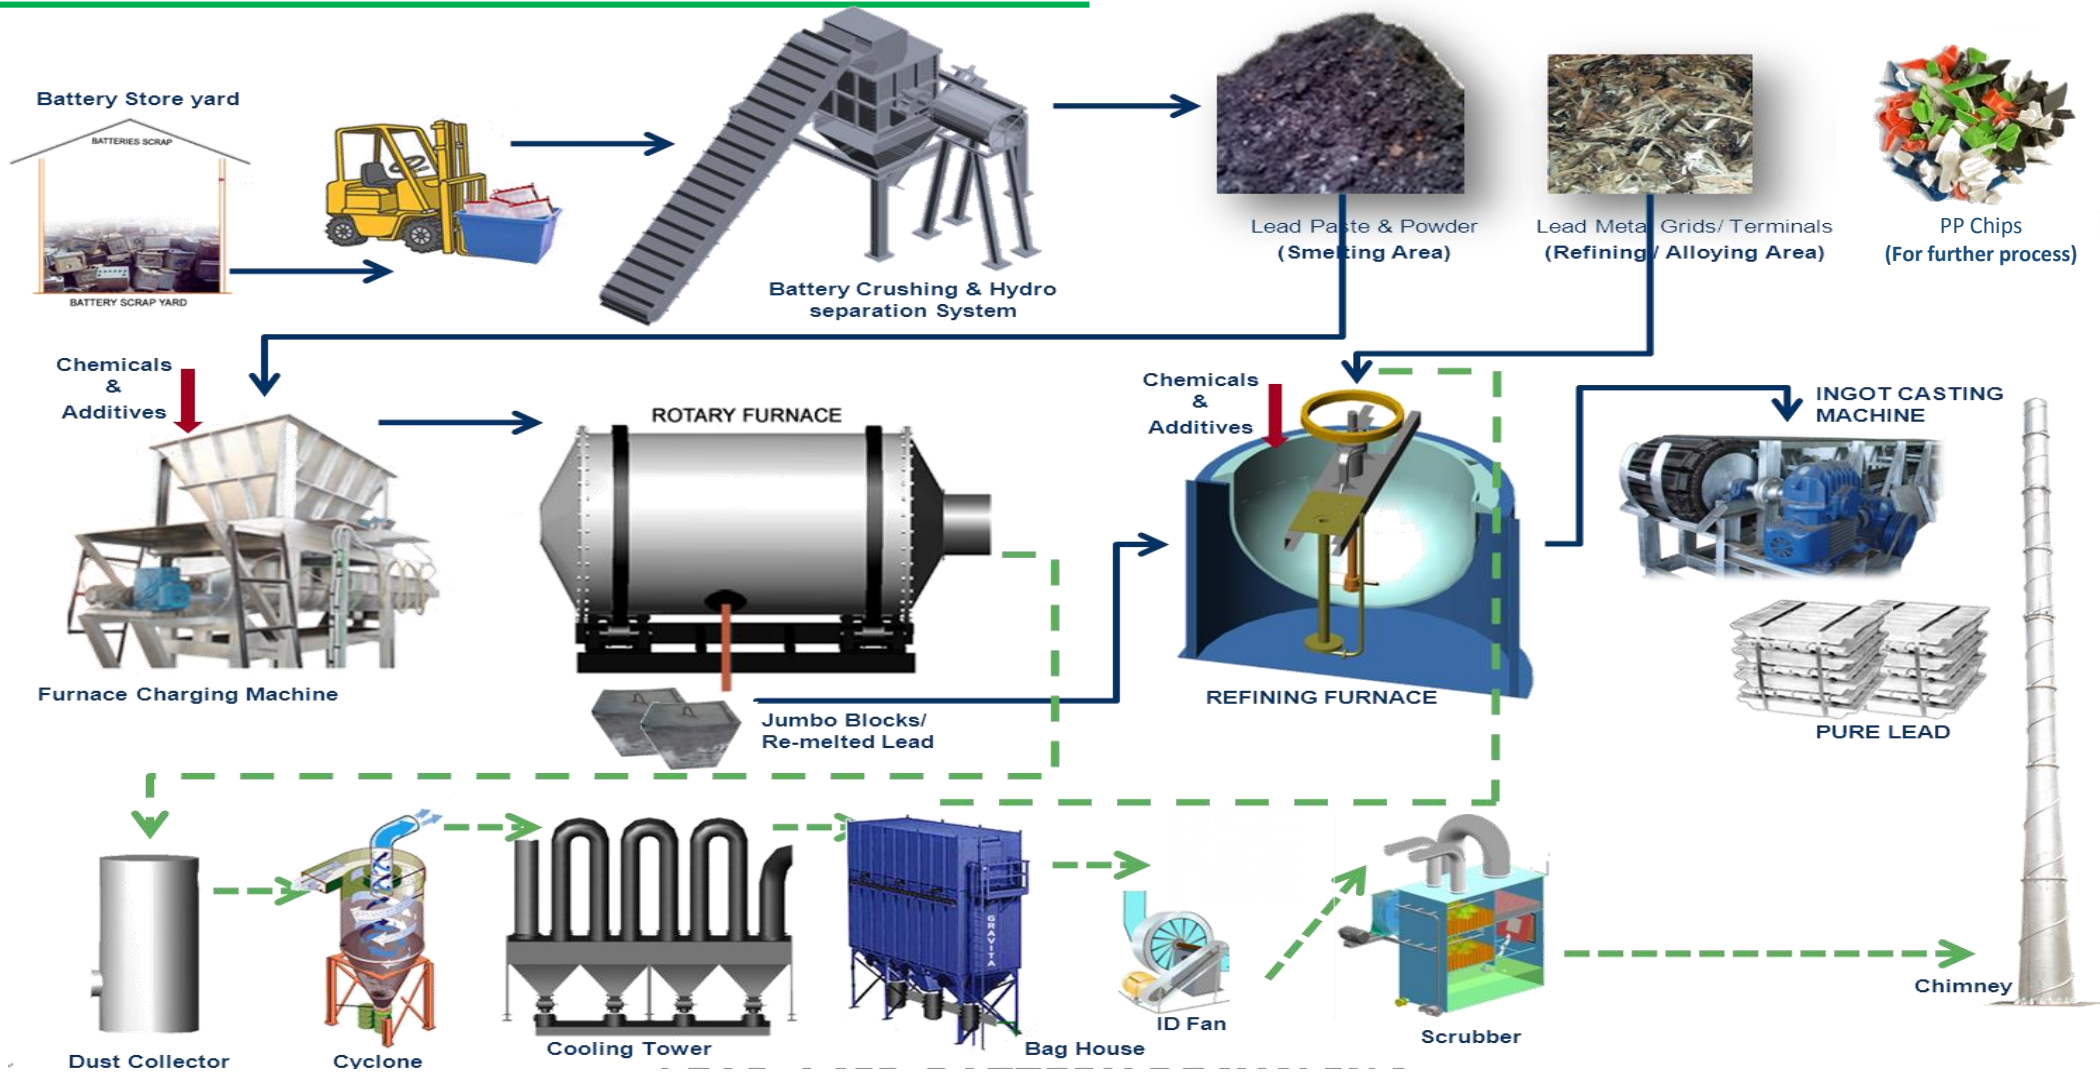 Battery Store yard
BATTERIES SCRAP
BATTERY SCRAP YARD
Battery Crushing & Hydro
separation System
Lead Paste & Powder
(Smelting Area)
Lead Metal Grids/ Terminals
(Refining / Alloying Area)
PP Chips
(For further process)
Chemicals
&
Additives
Furnace Charging Machine
ROTARY FURNACE
Jumbo Blocks/
Re-melted Lead
Chemicals
&
Additives
REFINING FURNACE
INGOT CASTING
MACHINE
PURE LEAD
Dust Collector
Cyclone
Cooling Tower
GRAVITA
Bag House
ID Fan
Scrubber
Chimney